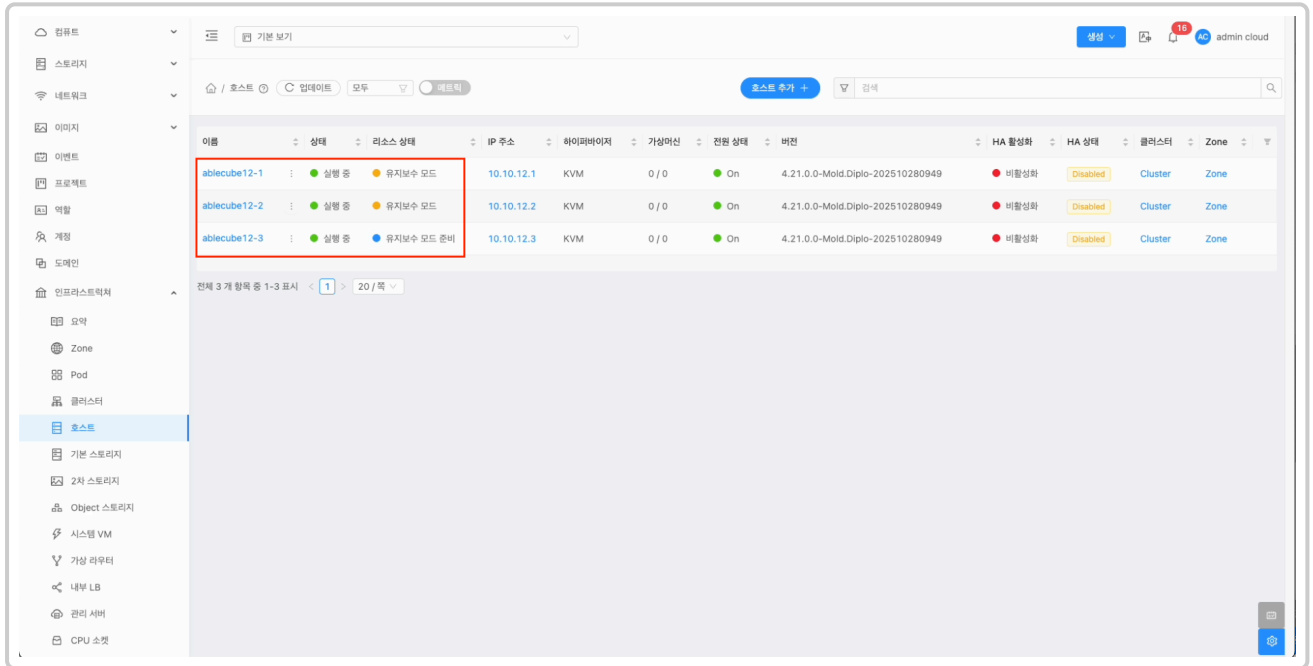 컴퓨트
스토리지
네트워크
이미지
이벤트
프로젝트
역할
계정
도메인
인프라스트럭쳐
요약
Zone
Pod
클러스터
호스트
기본 스토리지
2차 스토리지
Object 스토리지
시스템 VM
가상 라우터
내부 LB
관리 서버
CPU 소켓
기본 보기
생성
16
AC admin cloud
/ 호스트 업데이트 모두 메트릭
호스트 추가 +
검색
이름 상태 리소스 상태 IP 주소 하이퍼바이저 가상머신 전원 상태 버전 HA 활성화 HA 상태 클러스터 Zone
ablecube12-1 실행 중 유지보수 모드 10.10.12.1 KVM 0 / 0 On 4.21.0.0-Mold.Diplo-202510280949 비활성화 Disabled Cluster Zone
ablecube12-2 실행 중 유지보수 모드 10.10.12.2 KVM 0 / 0 On 4.21.0.0-Mold.Diplo-202510280949 비활성화 Disabled Cluster Zone
ablecube12-3 실행 중 유지보수 모드 준비 10.10.12.3 KVM 0 / 0 On 4.21.0.0-Mold.Diplo-202510280949 비활성화 Disabled Cluster Zone
전체 3 개 항목 중 1-3 표시 < 1 > 20 / 쪽